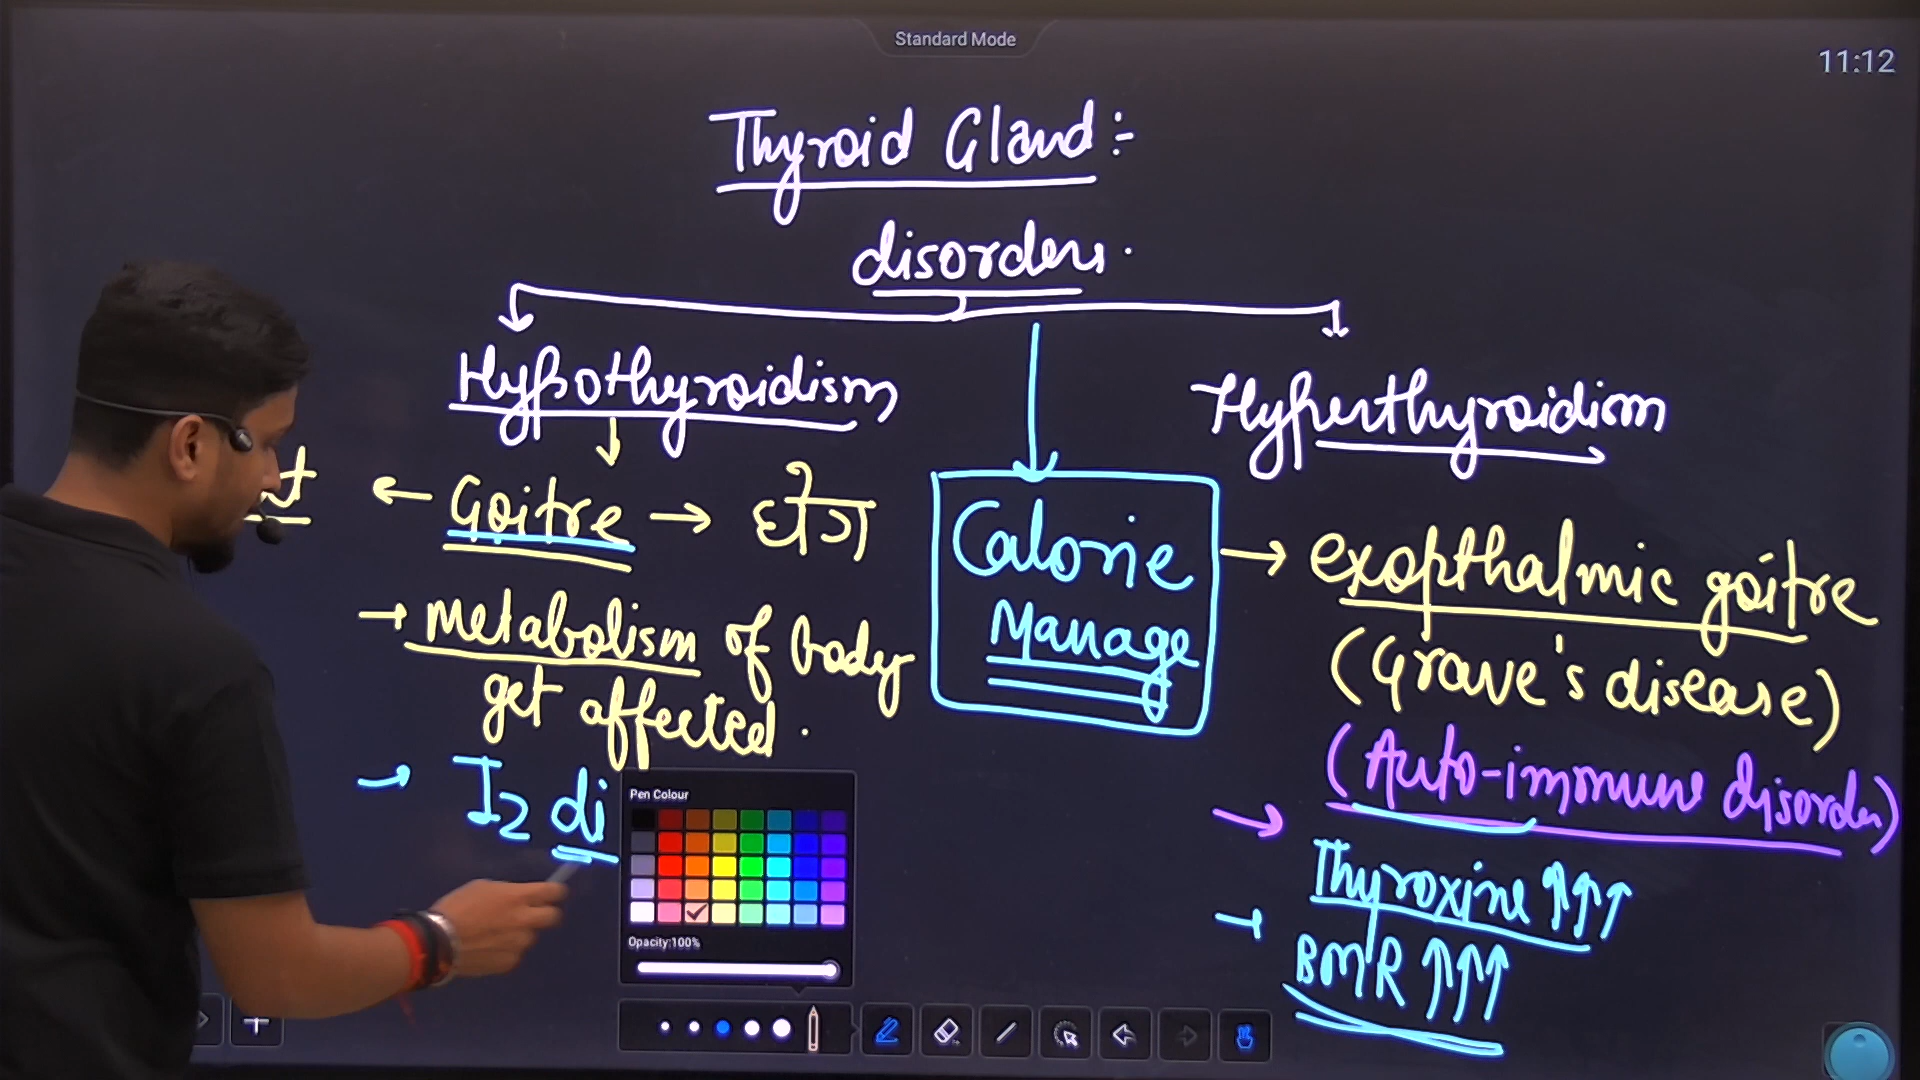 Standard Mode
11:12
Thyroid Gland :-
disorders.
Hypothyroidism
Hyperthyroidism
← Goitre → घेंग
Calorie
Manage
→ exopthalmic goitre
(Grave's disease)
→ Metabolism of body
get affected.
(Auto-immune disorder)
→ I2 di
→ Thyroxine ↑↑↑
→ BMR ↑↑↑
Pen Colour
Opacity:100%